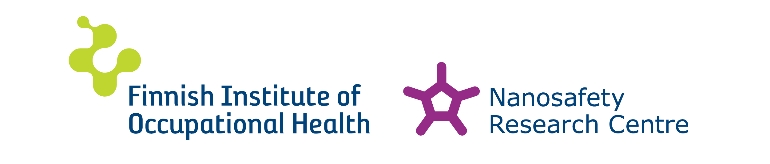 Finnish Institute of
Occupational Health
Nanosafety
Research Centre